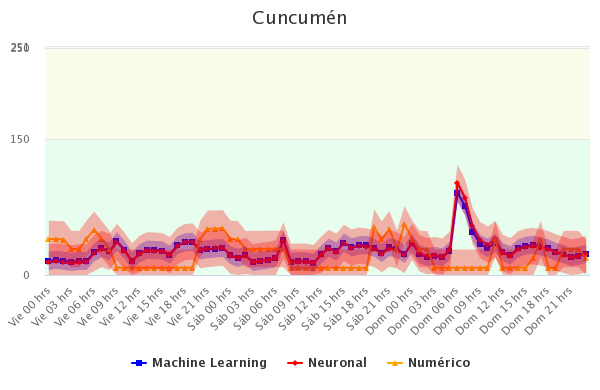 Cuncumén
251
250
150
0
Vie 00 hrs
Vie 03 hrs
Vie 06 hrs
Vie 09 hrs
Vie 12 hrs
Vie 15 hrs
Vie 18 hrs
Vie 21 hrs
Sáb 00 hrs
Sáb 03 hrs
Sáb 06 hrs
Sáb 09 hrs
Sáb 12 hrs
Sáb 15 hrs
Sáb 18 hrs
Sáb 21 hrs
Dom 00 hrs
Dom 03 hrs
Dom 06 hrs
Dom 09 hrs
Dom 12 hrs
Dom 15 hrs
Dom 18 hrs
Dom 21 hrs
Machine Learning Neuronal Numérico